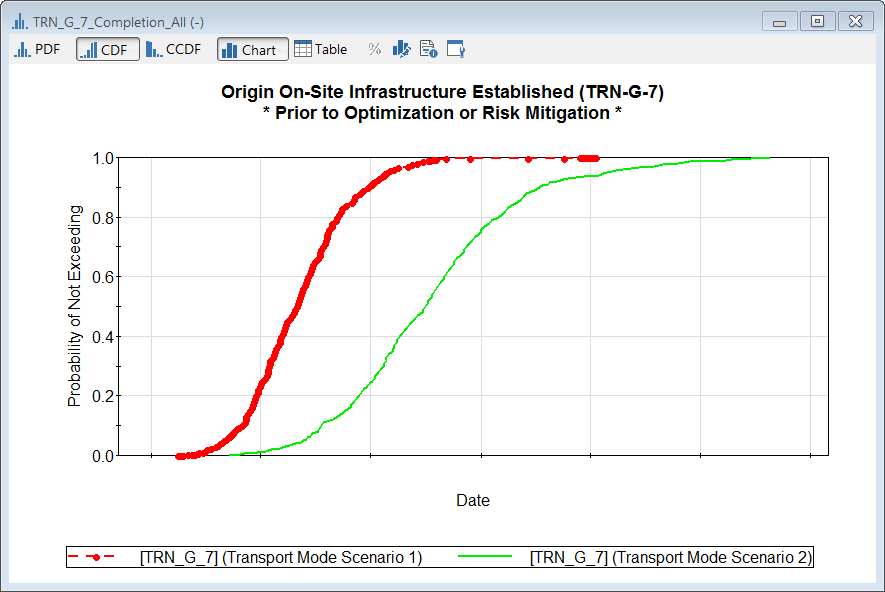 TRN_G_7_Completion_All (-)
PDF CDF CCDF Chart Table %
Origin On-Site Infrastructure Established (TRN-G-7)
* Prior to Optimization or Risk Mitigation *
Probability of Not Exceeding
1.0
0.8
0.6
0.4
0.2
0.0
Date
[TRN_G_7] (Transport Mode Scenario 1) [TRN_G_7] (Transport Mode Scenario 2)